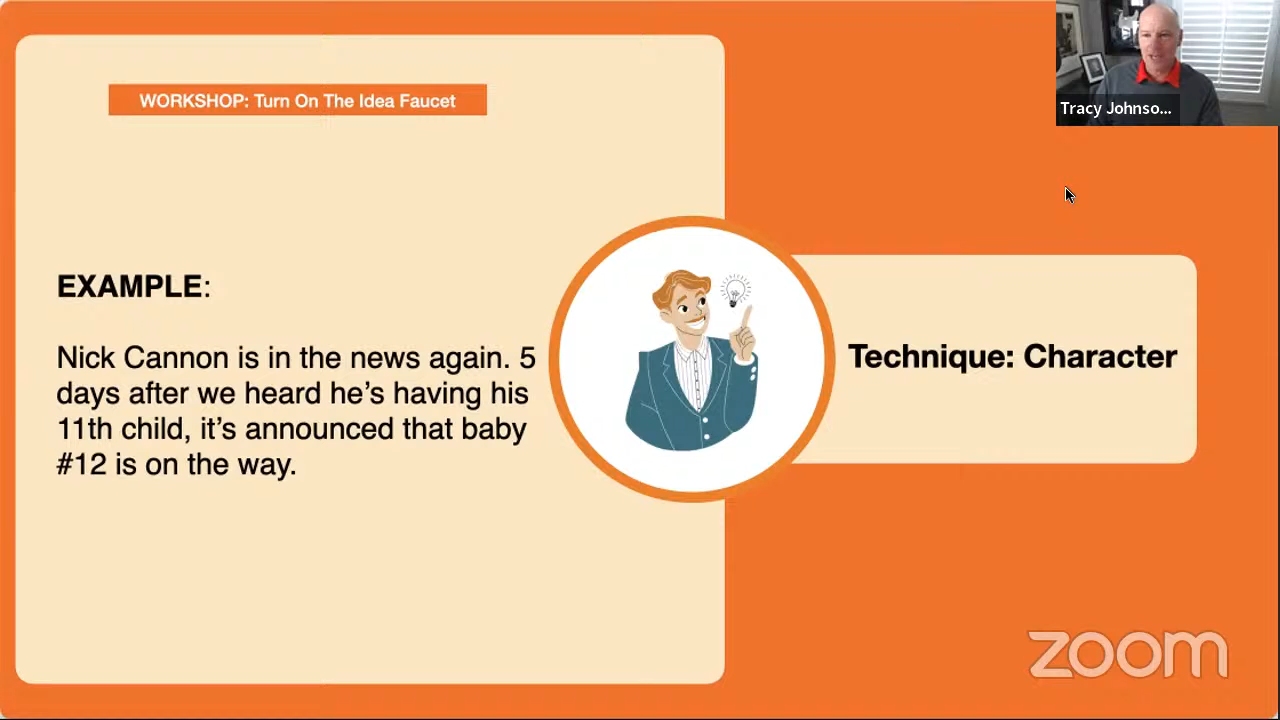 WORKSHOP: Turn On The Idea Faucet
Tracy Johnso...
EXAMPLE:
Nick Cannon is in the news again. 5
days after we heard he’s having his
11th child, it’s announced that baby
#12 is on the way.
Technique: Character
zoom